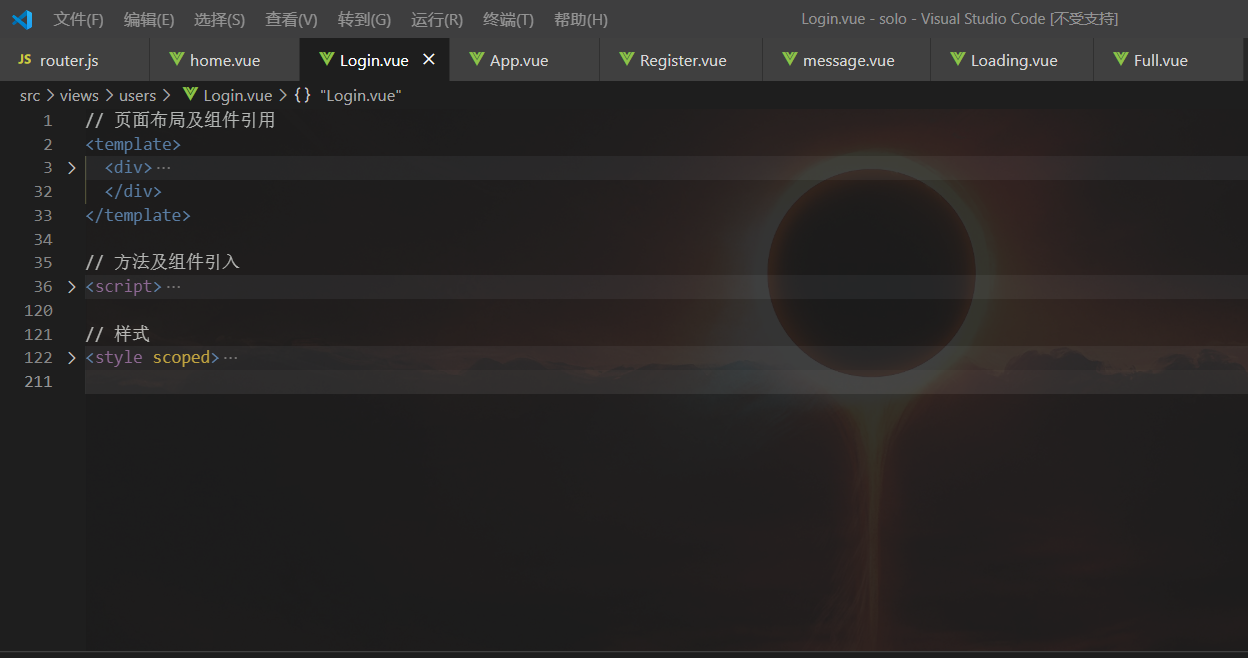 文件(F) 编辑(E) 选择(S) 查看(V) 转到(G) 运行(R) 终端(T) 帮助(H) Login.vue - solo - Visual Studio Code [不受支持]
JS router.js home.vue Login.vue App.vue Register.vue message.vue Loading.vue Full.vue
src > views > users > Login.vue > {} "Login.vue"
1 // 页面布局及组件引用
2 <template>
3 <div>…
32 </div>
33 </template>
34
35 // 方法及组件引入
36 <script>…
120
121 // 样式
122 <style scoped>…
211